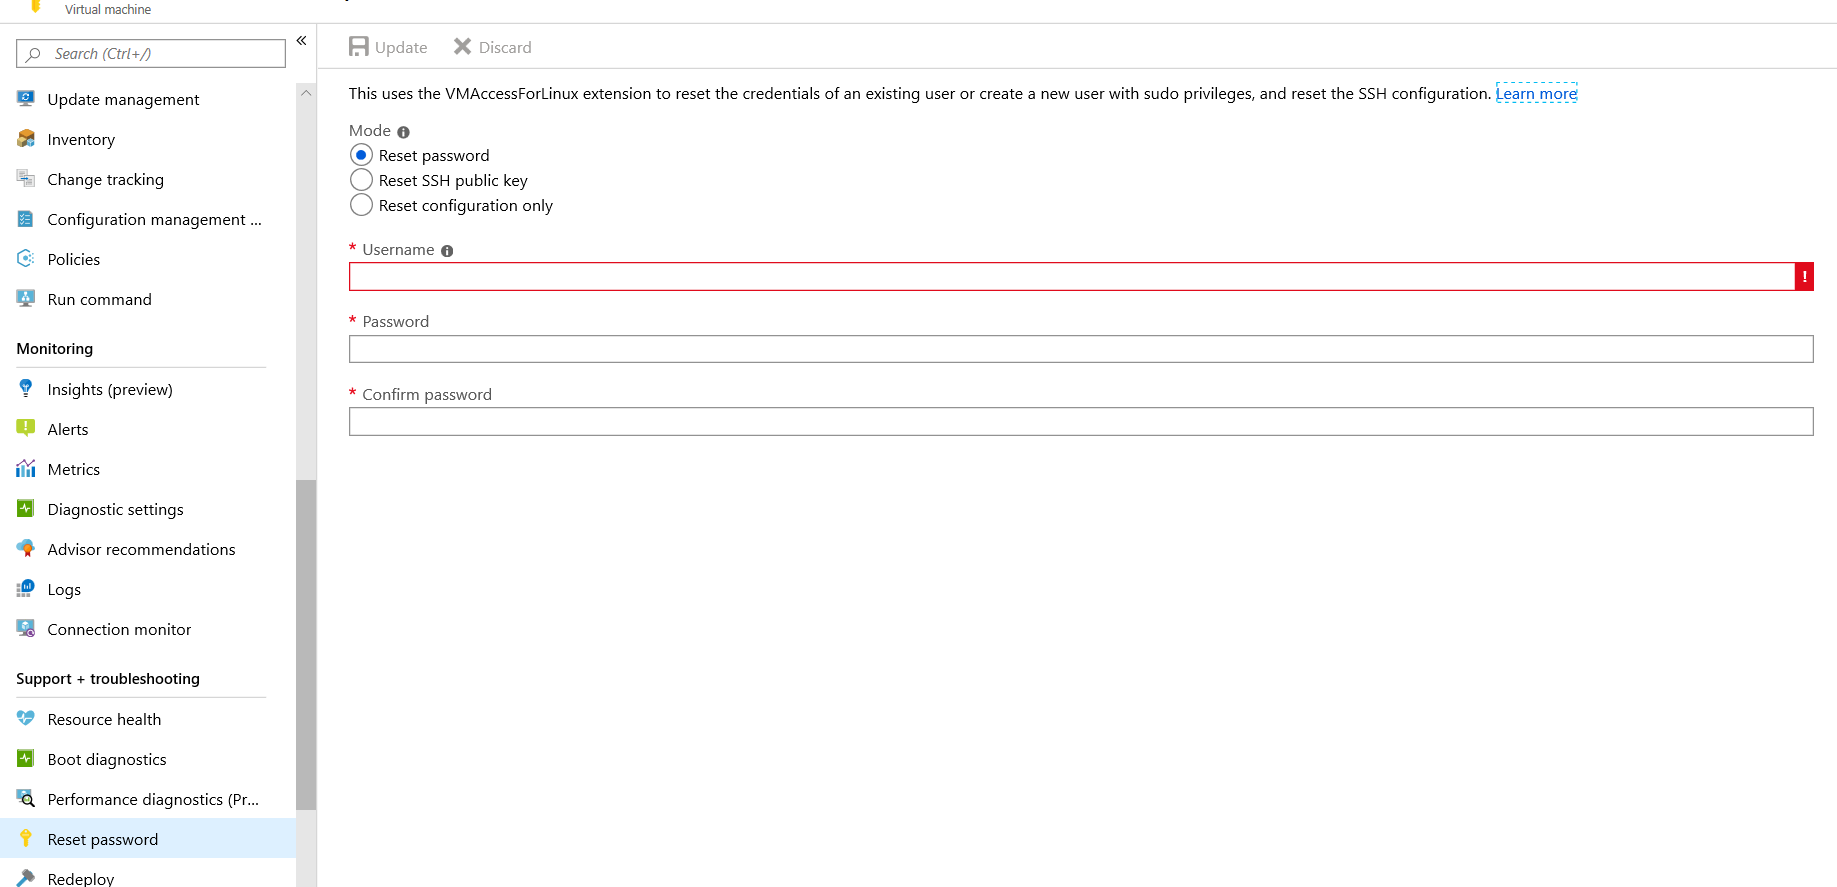 Virtual machine
Search (Ctrl+/)
«
Update management
Inventory
Change tracking
Configuration management ...
Policies
Run command
Monitoring
Insights (preview)
Alerts
Metrics
Diagnostic settings
Advisor recommendations
Logs
Connection monitor
Support + troubleshooting
Resource health
Boot diagnostics
Performance diagnostics (Pr...
Reset password
Redeploy
Update
Discard
This uses the VMAccessForLinux extension to reset the credentials of an existing user or create a new user with sudo privileges, and reset the SSH configuration. Learn more
Mode
Reset password
Reset SSH public key
Reset configuration only
* Username
!
* Password
* Confirm password